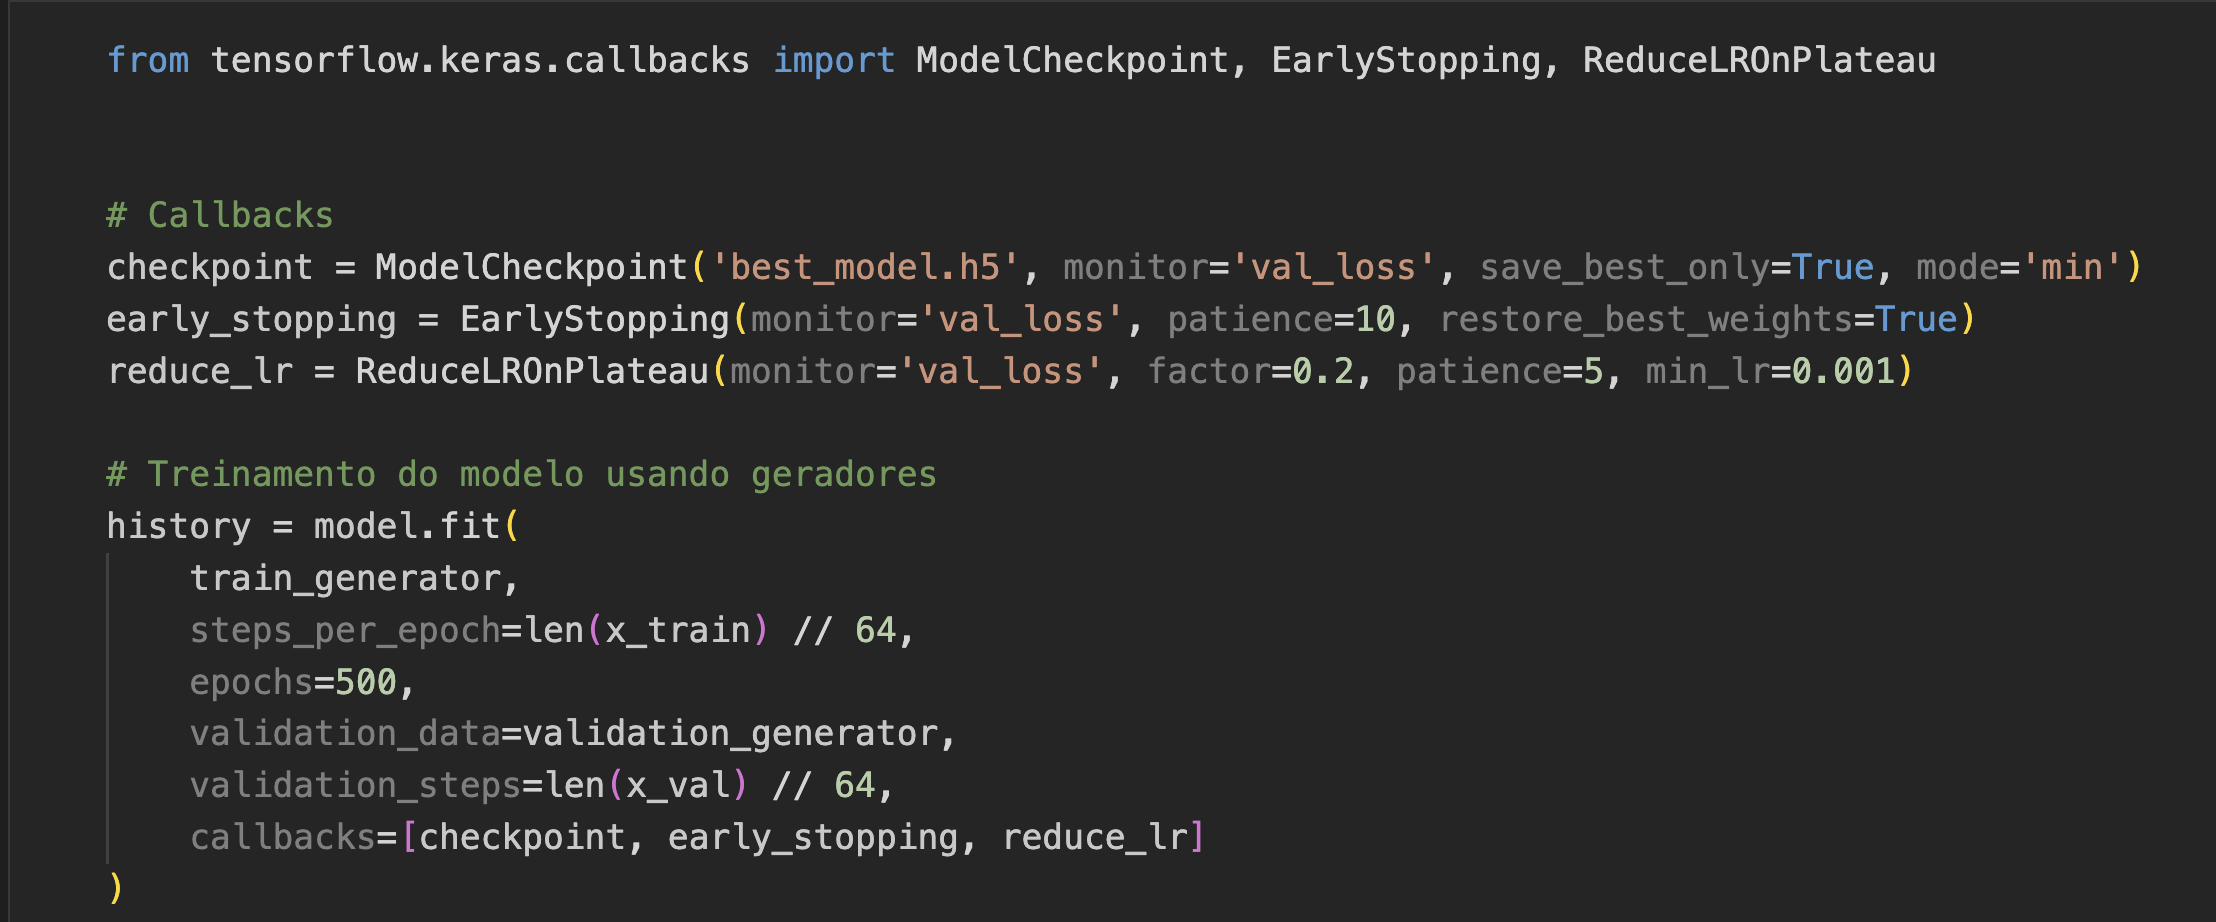 from tensorflow.keras.callbacks import ModelCheckpoint, EarlyStopping, ReduceLROnPlateau
# Callbacks
checkpoint = ModelCheckpoint('best_model.h5', monitor='val_loss', save_best_only=True, mode='min')
early_stopping = EarlyStopping(monitor='val_loss', patience=10, restore_best_weights=True)
reduce_lr = ReduceLROnPlateau(monitor='val_loss', factor=0.2, patience=5, min_lr=0.001)
# Treinamento do modelo usando geradores
history = model.fit(
    train_generator,
    steps_per_epoch=len(x_train) // 64,
    epochs=500,
    validation_data=validation_generator,
    validation_steps=len(x_val) // 64,
    callbacks=[checkpoint, early_stopping, reduce_lr]
)